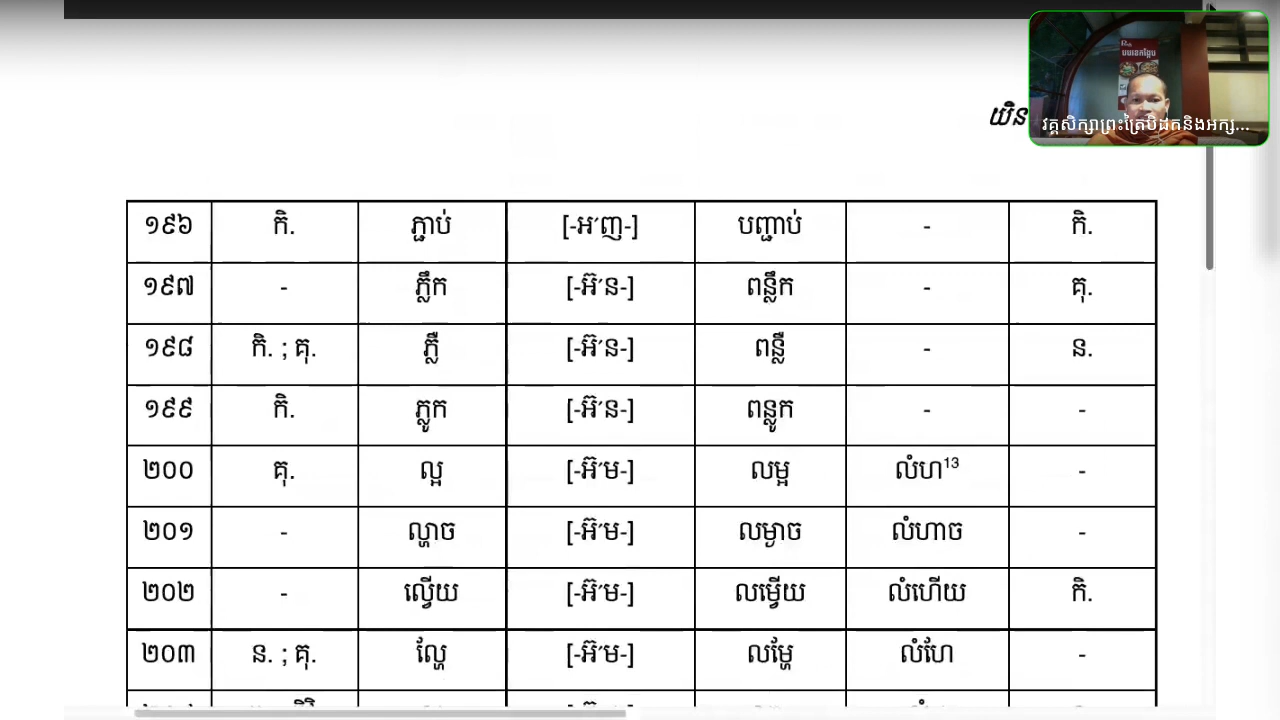 យិន
វគ្គសិក្សាព្រះត្រៃបិដកនិងអក្ស...
១៩៦ កិ. ភ្ជាប់ [-អ៊ញ-] បញ្ជាប់ - កិ.
១៩៧ - ភ្លឹក [-អ៊៊ន-] ពន្លឹក - គុ.
១៩៨ កិ. ; គុ. ភ្លឺ [-អ៊៊ន-] ពន្លឺ - ន.
១៩៩ កិ. ភ្លូក [-អ៊៊ន-] ពន្លូក - -
២០០ គុ. ល្អ [-អ៊៊ម-] លម្អ លំហ13 -
២០១ - ល្ហាច [-អ៊៊ម-] លម្ងាច លំហាច -
២០២ - ល្វើយ [-អ៊៊ម-] លម្វើយ លំហើយ កិ.
២០៣ ន. ; គុ. ល្ហែ [-អ៊៊ម-] លម្ហែ លំហែ -